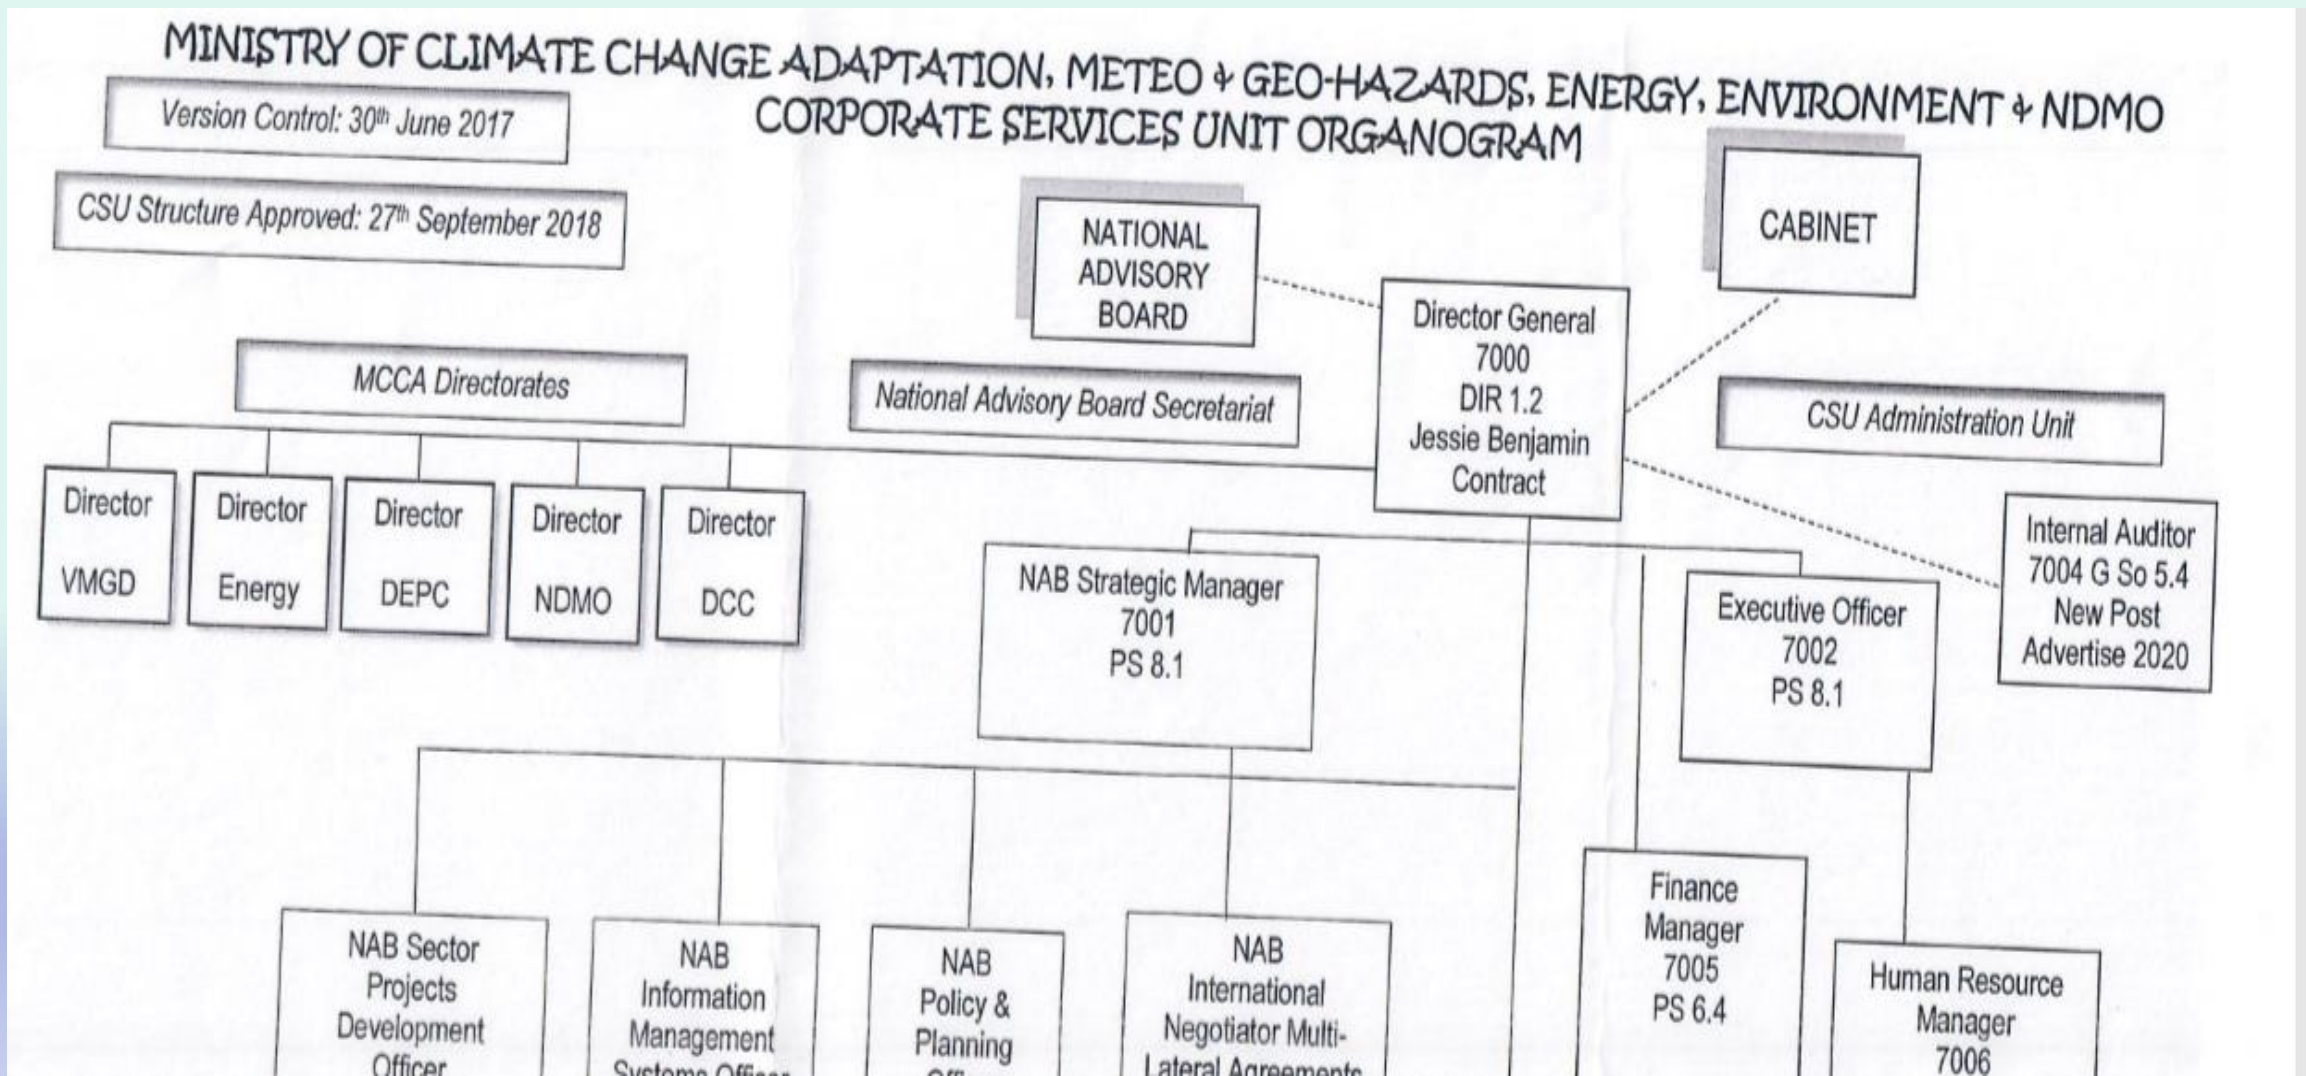 MINISTRY OF CLIMATE CHANGE ADAPTATION, METEO & GEO-HAZARDS, ENERGY, ENVIRONMENT & NDMO
CORPORATE SERVICES UNIT ORGANOGRAM
Version Control: 30th June 2017
CSU Structure Approved: 27th September 2018
NATIONAL
ADVISORY
BOARD
CABINET
Director General
7000
DIR 1.2
Jessie Benjamin
Contract
MCCA Directorates
National Advisory Board Secretariat
CSU Administration Unit
Director
VMGD
Director
Energy
Director
DEPC
Director
NDMO
Director
DCC
NAB Strategic Manager
7001
PS 8.1
Executive Officer
7002
PS 8.1
Internal Auditor
7004 G So 5.4
New Post
Advertise 2020
NAB Sector
Projects
Development
Officer
NAB
Information
Management
Systems Officer
NAB
Policy &
Planning
NAB
International
Negotiator Multi-
Lateral Agreements
Finance
Manager
7005
PS 6.4
Human Resource
Manager
7006